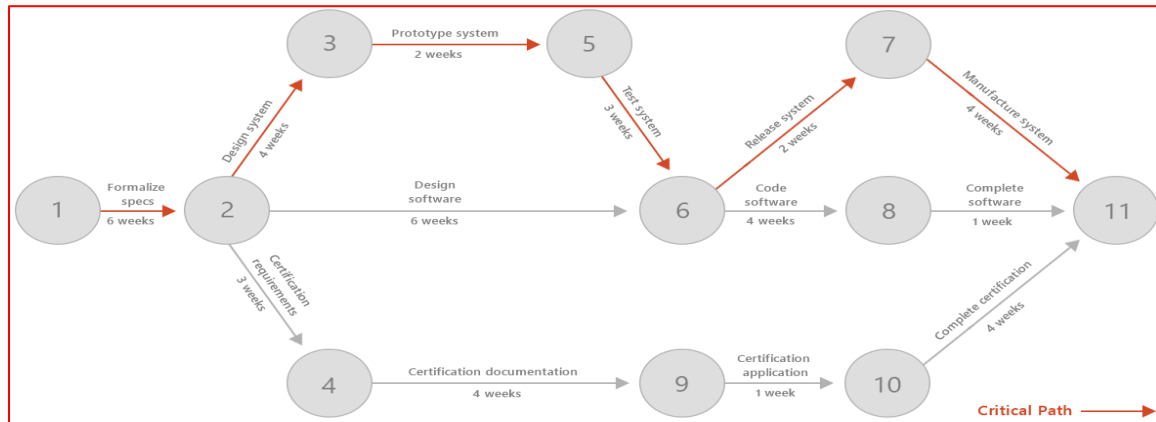 3
Prototype system
2 weeks
5
7
Design system
4 weeks
Test system
3 weeks
Release system
2 weeks
Manufacture system
4 weeks
1
Formalize
specs
6 weeks
2
Design
software
6 weeks
6
Code
software
4 weeks
8
Complete
software
1 week
11
Certification
requirements
3 weeks
Complete certification
4 weeks
4
Certification documentation
4 weeks
9
Certification
application
1 week
10
Critical Path